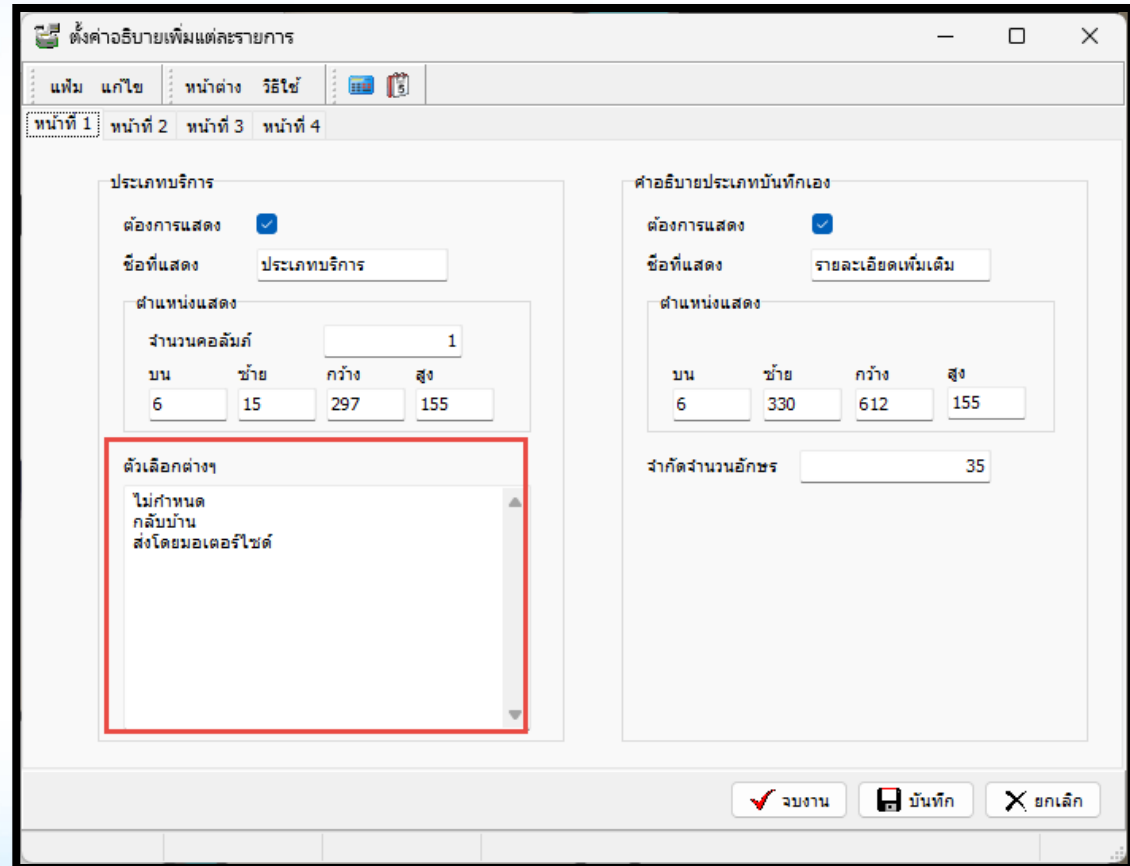 ตั้งค่าอธิบายเพิ่มแต่ละรายการ
แฟ้ม แก้ไข หน้าต่าง วิธีใช้ 5
หน้าที่ 1 หน้าที่ 2 หน้าที่ 3 หน้าที่ 4
ประเภทบริการ
ต้องการแสดง
ชื่อที่แสดง ประเภทบริการ
ตำแหน่งแสดง
จำนวนคอลัมภ์ 1
บน ซ้าย กว้าง สูง
6 15 297 155
ตัวเลือกต่างๆ
ไม่กำหนด
กลับบ้าน
ส่งโดยมอเตอร์ไซด์
คำอธิบายประเภทบันทึกเอง
ต้องการแสดง
ชื่อที่แสดง รายละเอียดเพิ่มเติม
ตำแหน่งแสดง
บน ซ้าย กว้าง สูง
6 330 612 155
จำกัดจำนวนอักษร 35
จบงาน บันทึก ยกเลิก